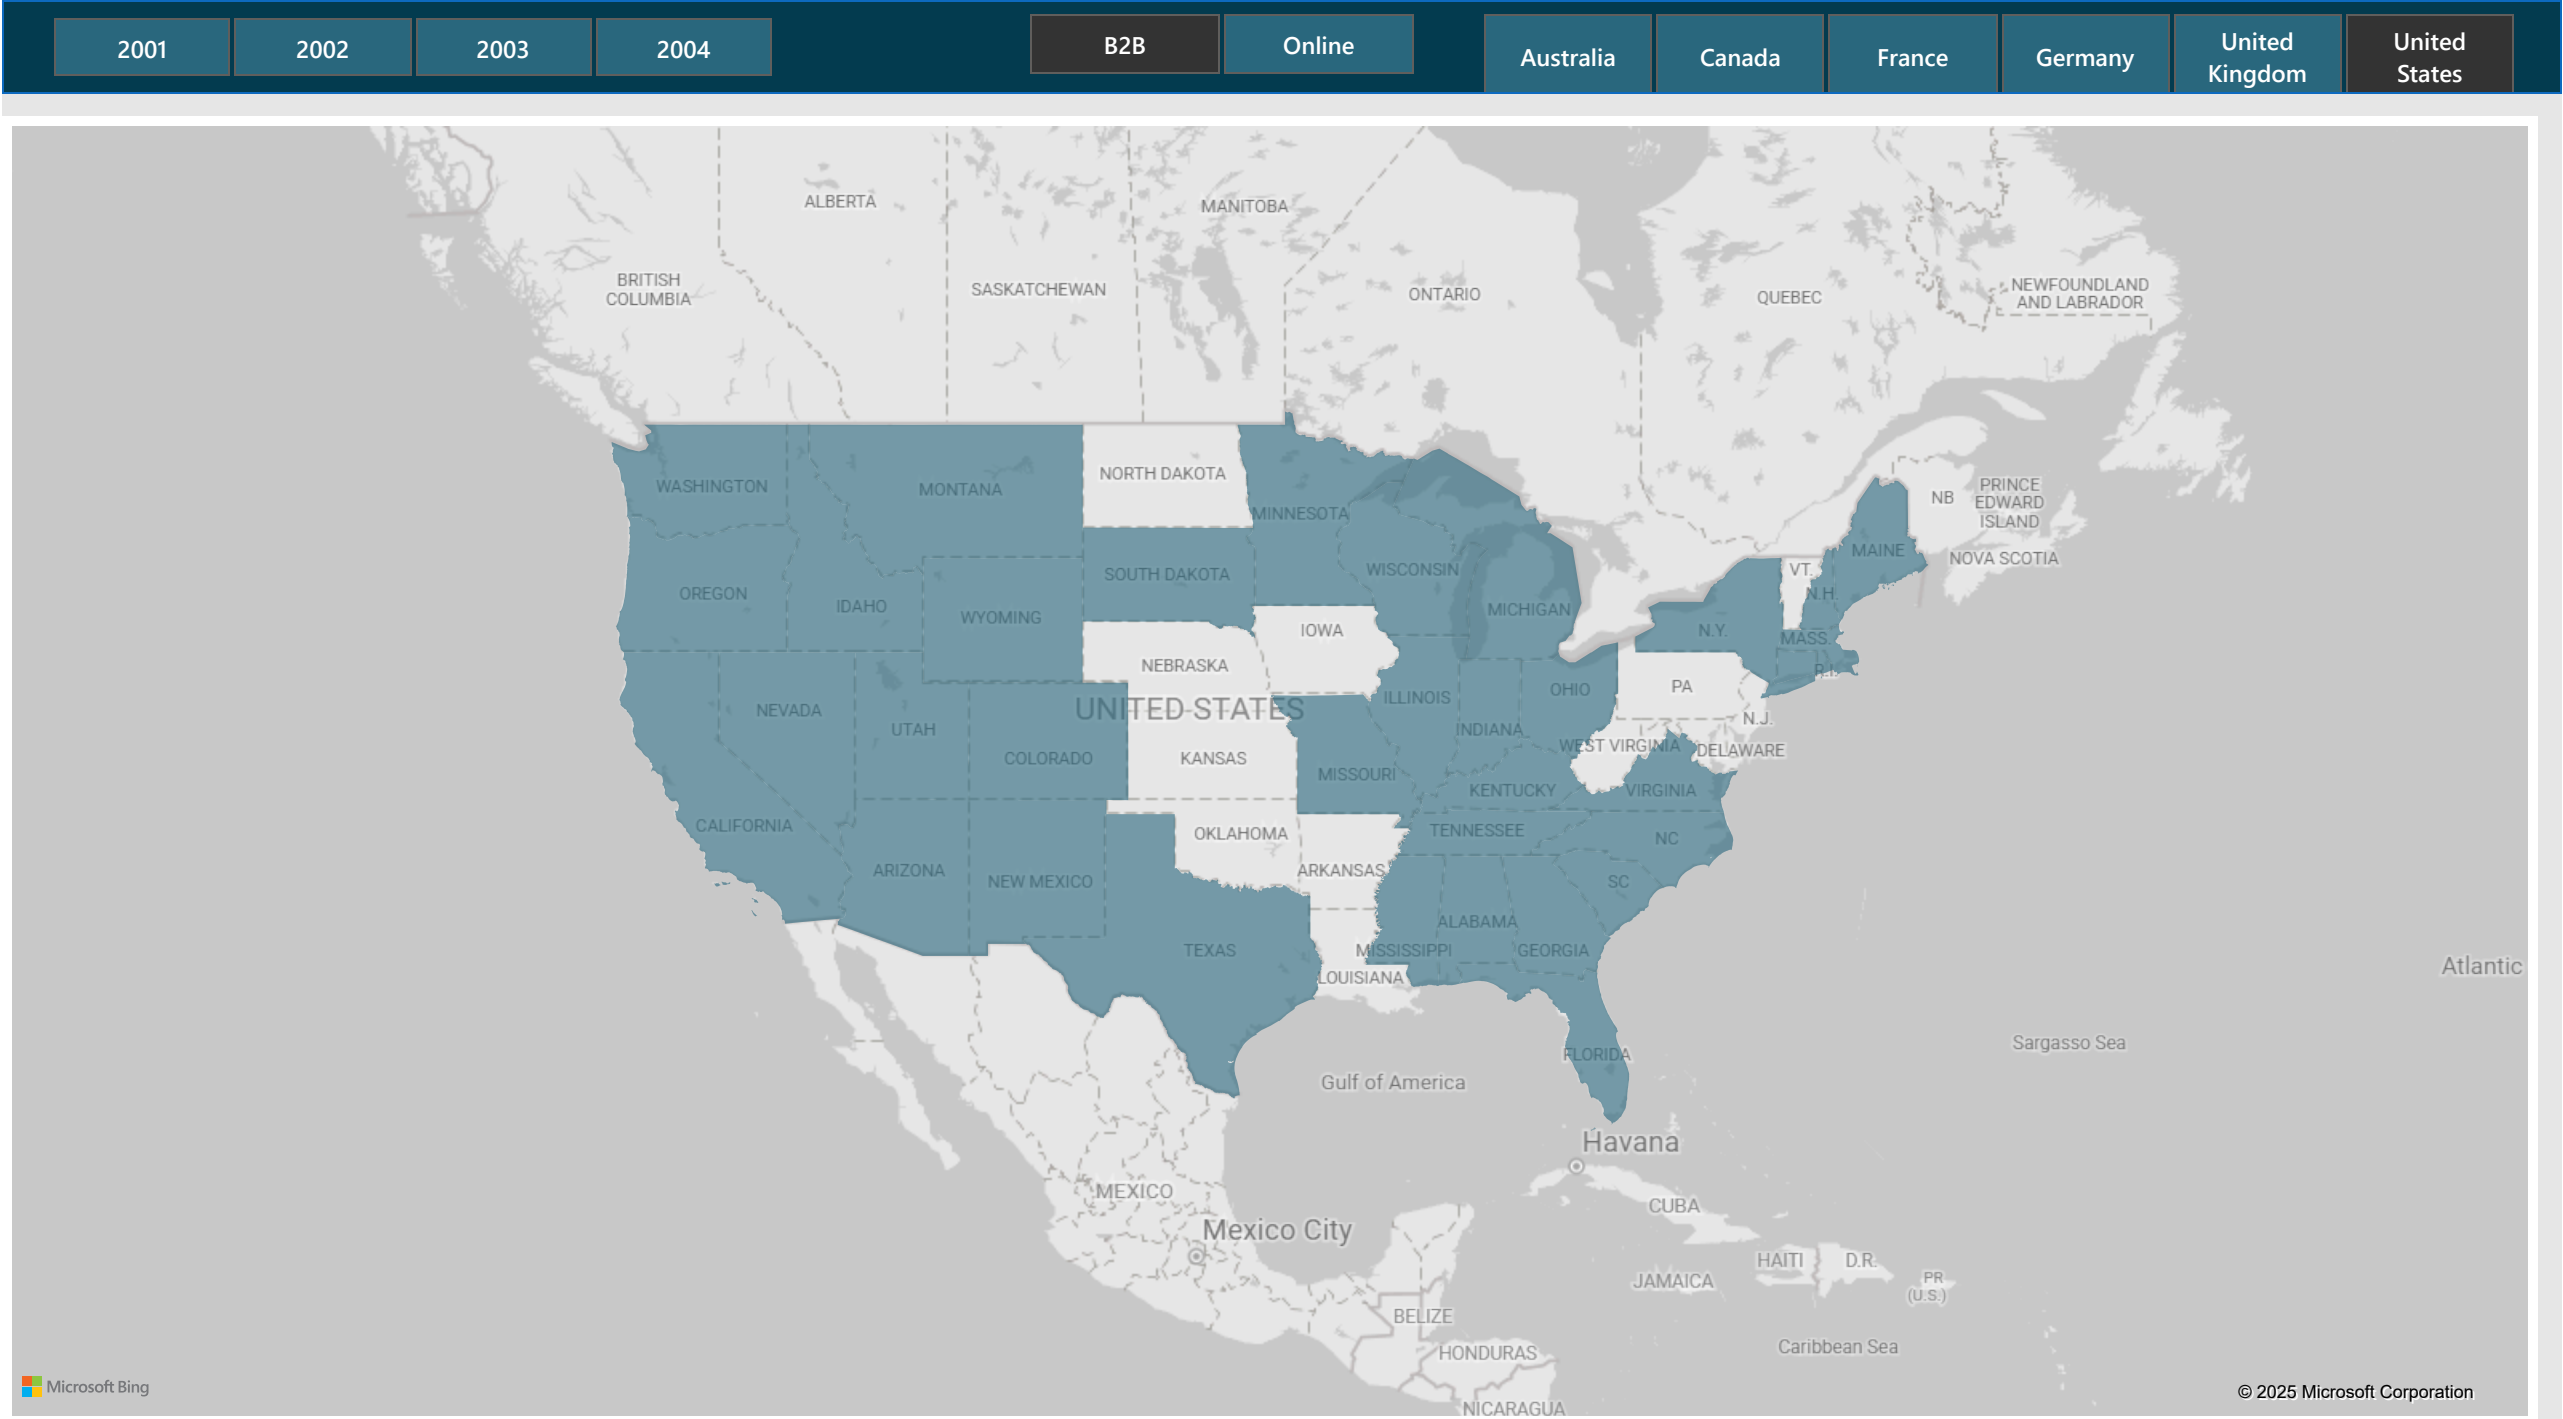 2001
2002
2003
2004
B2B
Online
Australia
Canada
France
Germany
United
Kingdom
United
States
ALBERTA
MANITOBA
BRITISH
COLUMBIA
SASKATCHEWAN
ONTARIO
QUEBEC
NEWFOUNDLAND
AND LABRADOR
WASHINGTON
MONTANA
NORTH DAKOTA
MINNESOTA
NB
PRINCE
EDWARD
ISLAND
NOVA SCOTIA
MAINE
VT.
N.H.
OREGON
IDAHO
WYOMING
SOUTH DAKOTA
WISCONSIN
MICHIGAN
N.Y.
MASS.
R.I.
IOWA
NEBRASKA
UNITED STATES
NEVADA
UTAH
COLORADO
KANSAS
ILLINOIS
INDIANA
OHIO
PA
N.J.
WEST VIRGINIA
DELAWARE
MISSOURI
KENTUCKY
VIRGINIA
CALIFORNIA
ARIZONA
NEW MEXICO
OKLAHOMA
ARKANSAS
TENNESSEE
NC
SC
TEXAS
MISSISSIPPI
ALABAMA
GEORGIA
LOUISIANA
FLORIDA
Atlantic
Sargasso Sea
Gulf of America
Havana
MEXICO
Mexico City
CUBA
HAITI
D.R.
JAMAICA
PR
(U.S.)
BELIZE
HONDURAS
Caribbean Sea
NICARAGUA
Microsoft Bing
© 2025 Microsoft Corporation